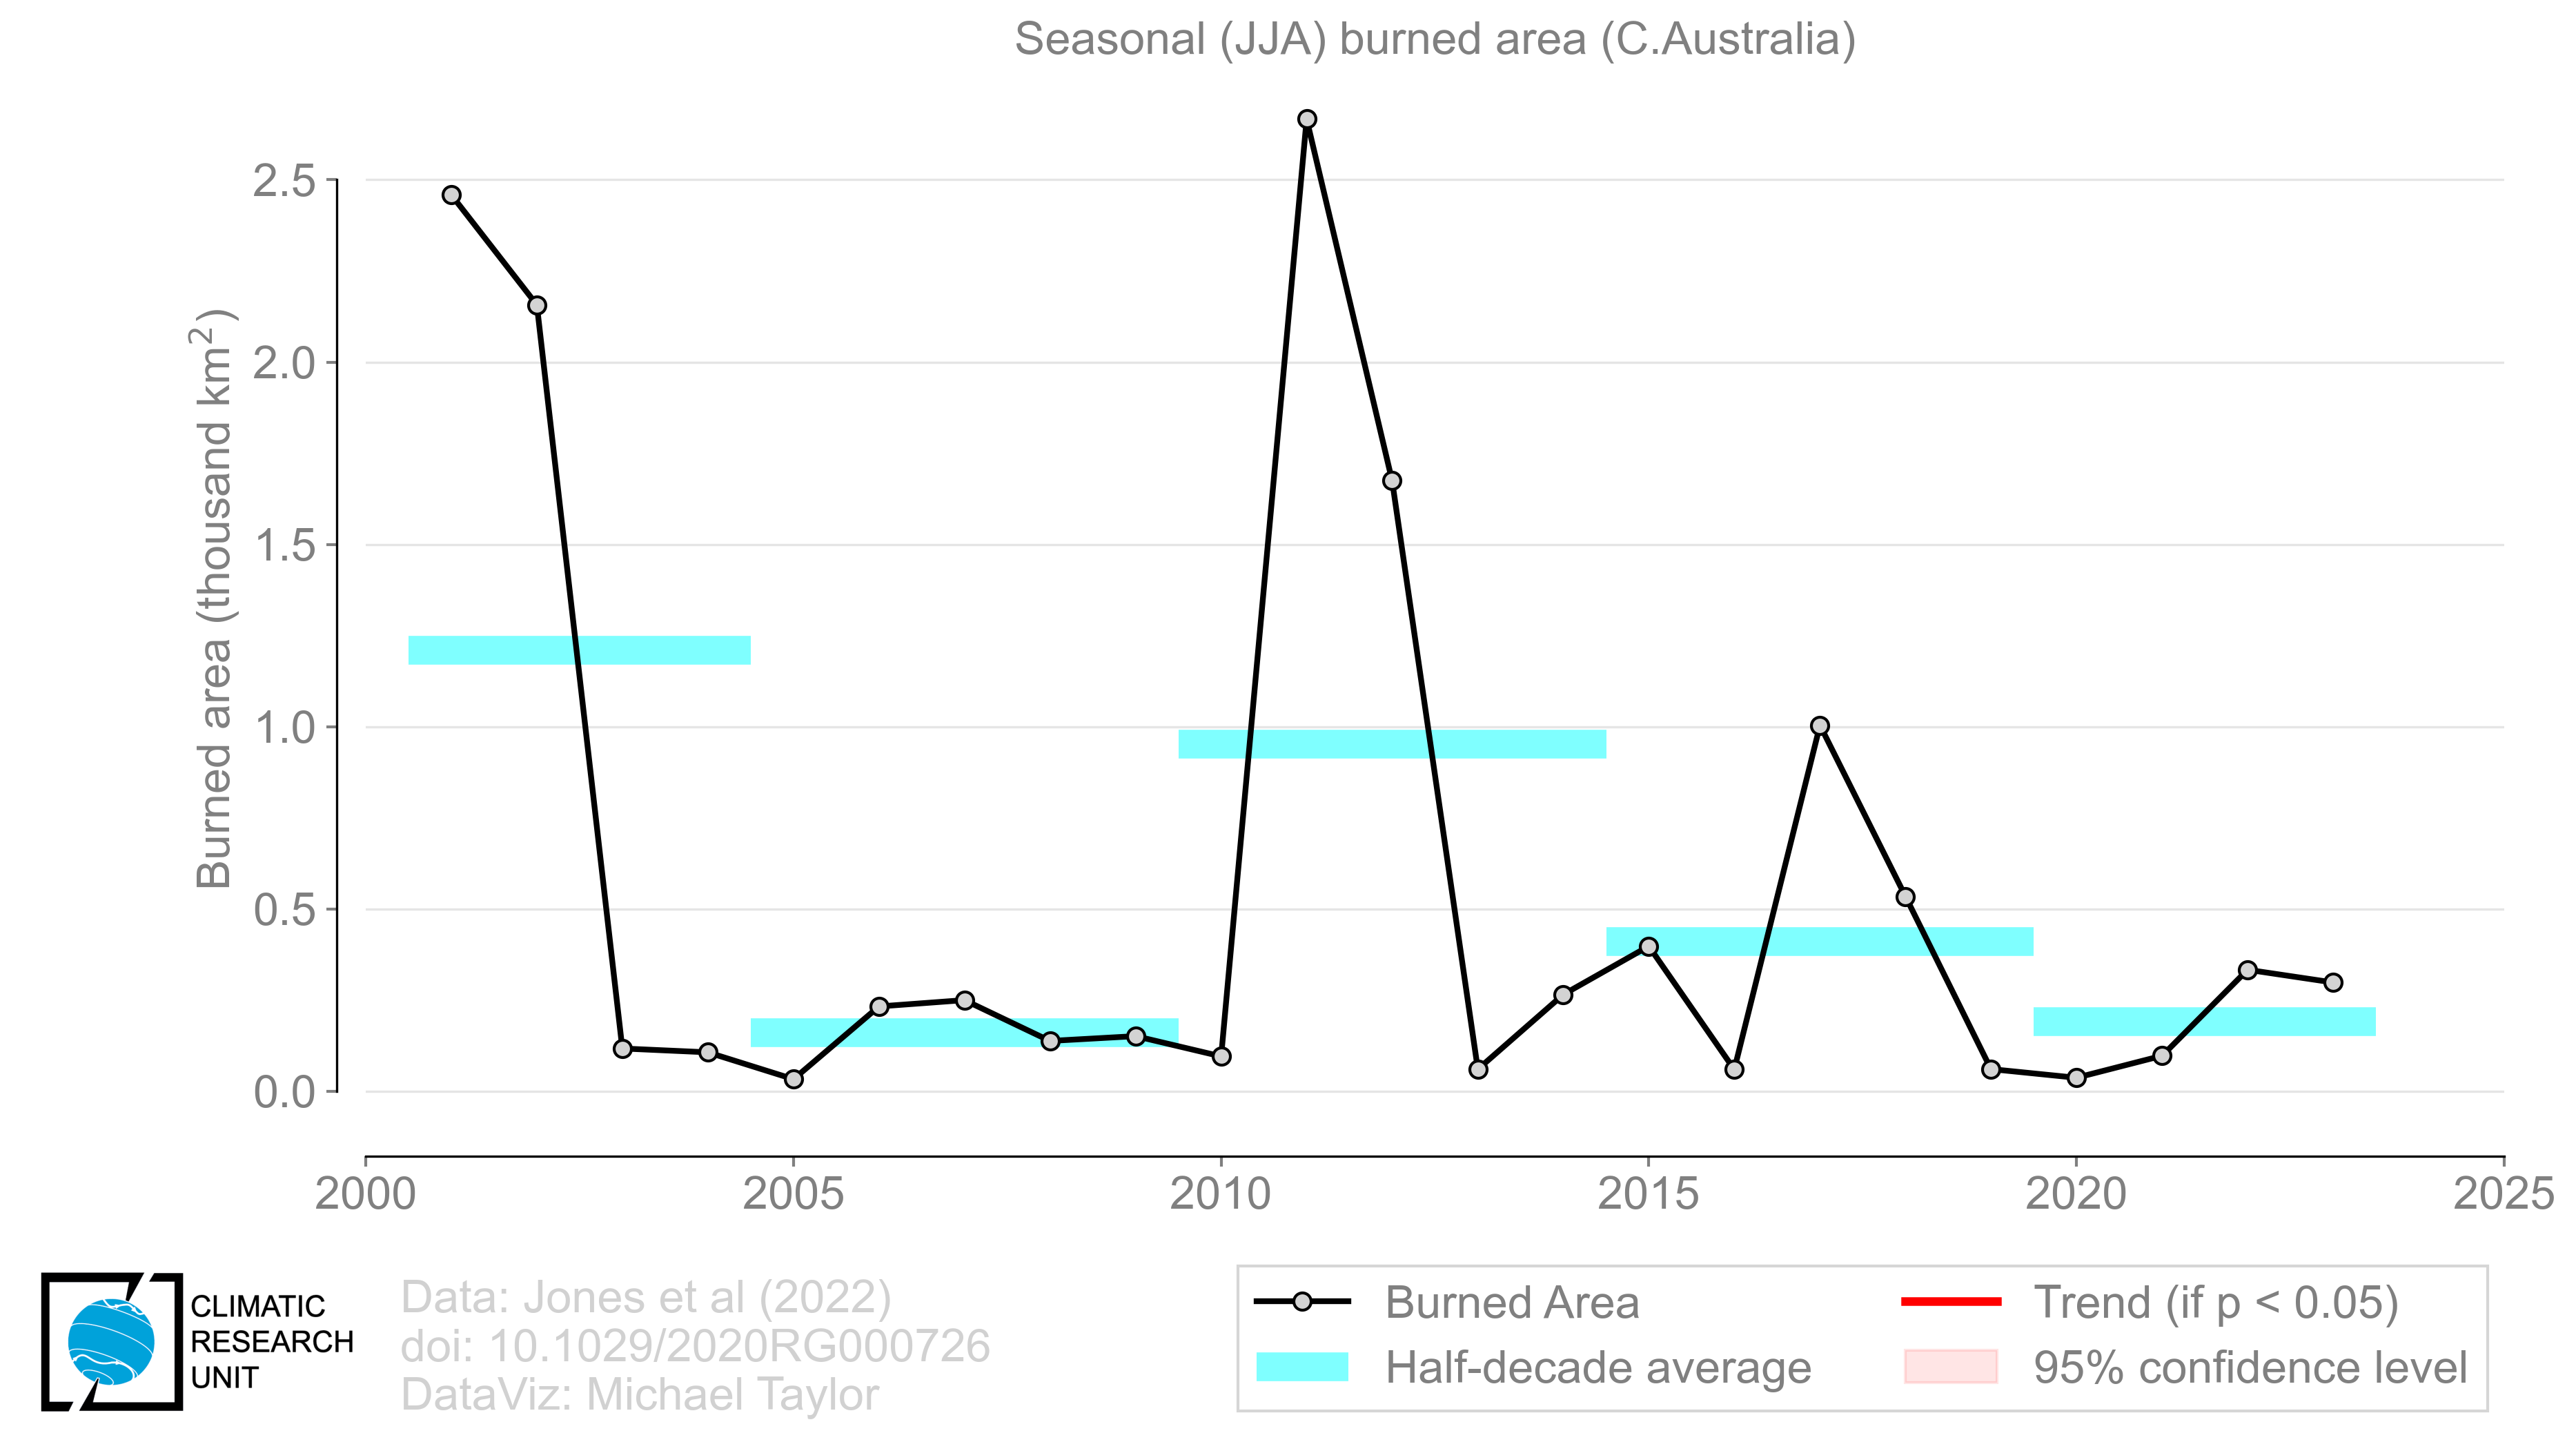 Seasonal (JJA) burned area (C.Australia)
Burned area (thousand km²)
2.5
2.0
1.5
1.0
0.5
0.0
2000 2005 2010 2015 2020 2025
CLIMATIC
RESEARCH
UNIT
Data: Jones et al (2022)
doi: 10.1029/2020RG000726
DataViz: Michael Taylor
Burned Area
Half-decade average
Trend (if p < 0.05)
95% confidence level